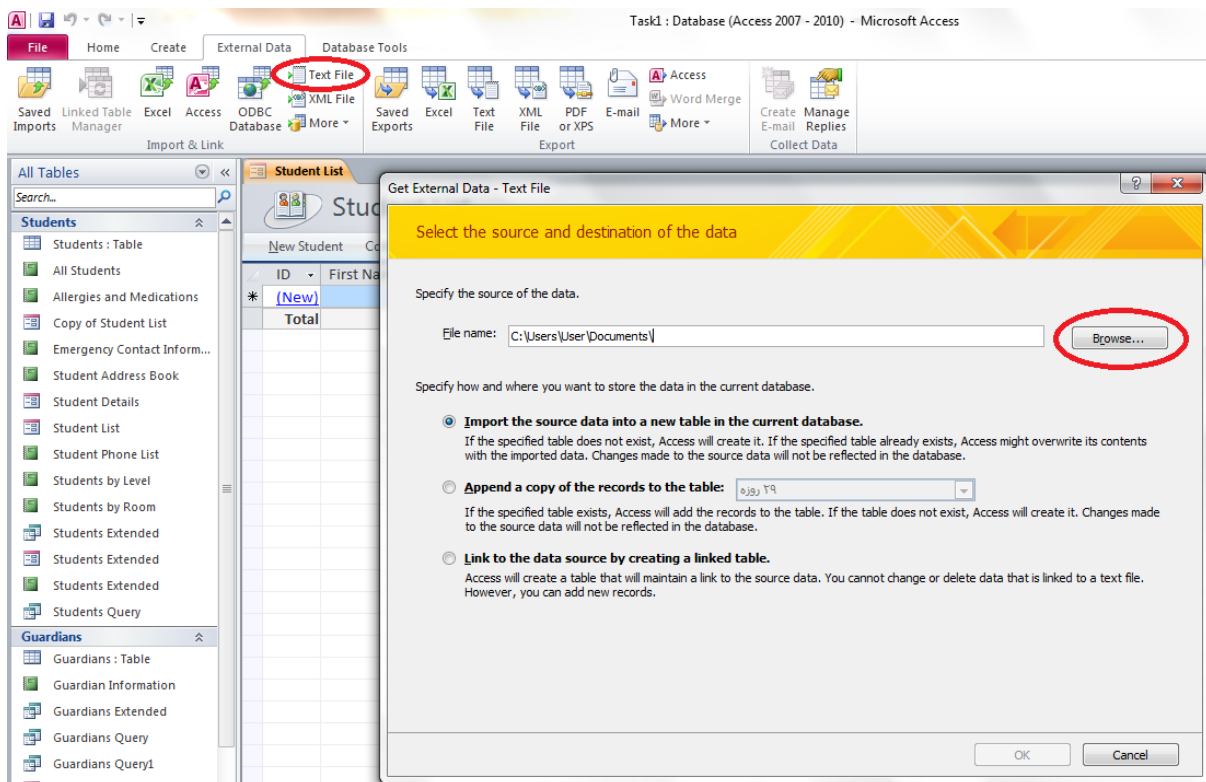 Task1 : Database (Access 2007 - 2010) - Microsoft Access
File Home Create External Data Database Tools
Saved Imports
Linked Table Manager
Excel
Access
ODBC Database
Text File
XML File
More
Import & Link
Saved Exports
Excel
Text File
XML File
PDF or XPS
E-mail
Access
Word Merge
More
Export
Create E-mail
Manage Replies
Collect Data
All Tables
Search...
Students
Students : Table
All Students
Allergies and Medications
Copy of Student List
Emergency Contact Inform...
Student Address Book
Student Details
Student List
Student Phone List
Students by Level
Students by Room
Students Extended
Students Extended
Students Extended
Students Query
Guardians
Guardians : Table
Guardian Information
Guardians Extended
Guardians Query
Guardians Query1
Student List
New Student
ID First Na
(New)
Total
Get External Data - Text File
Select the source and destination of the data
Specify the source of the data.
File name: C:\Users\User\Documents\
Browse...
Specify how and where you want to store the data in the current database.
Import the source data into a new table in the current database.
If the specified table does not exist, Access will create it. If the specified table already exists, Access might overwrite its contents
with the imported data. Changes made to the source data will not be reflected in the database.
Append a copy of the records to the table: ۲۹ روزه
If the specified table exists, Access will add the records to the table. If the table does not exist, Access will create it. Changes made
to the source data will not be reflected in the database.
Link to the data source by creating a linked table.
Access will create a table that will maintain a link to the source data. You cannot change or delete data that is linked to a text file.
However, you can add new records.
OK Cancel